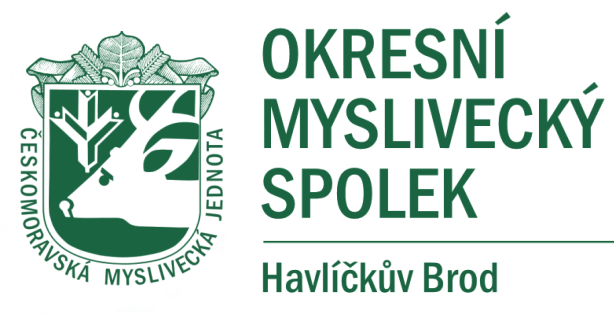 ČESKOMORAVSKÁ MYSLIVECKÁ JEDNOTA
OKRESNÍ
MYSLIVECKÝ
SPOLEK
Havlíčkův Brod